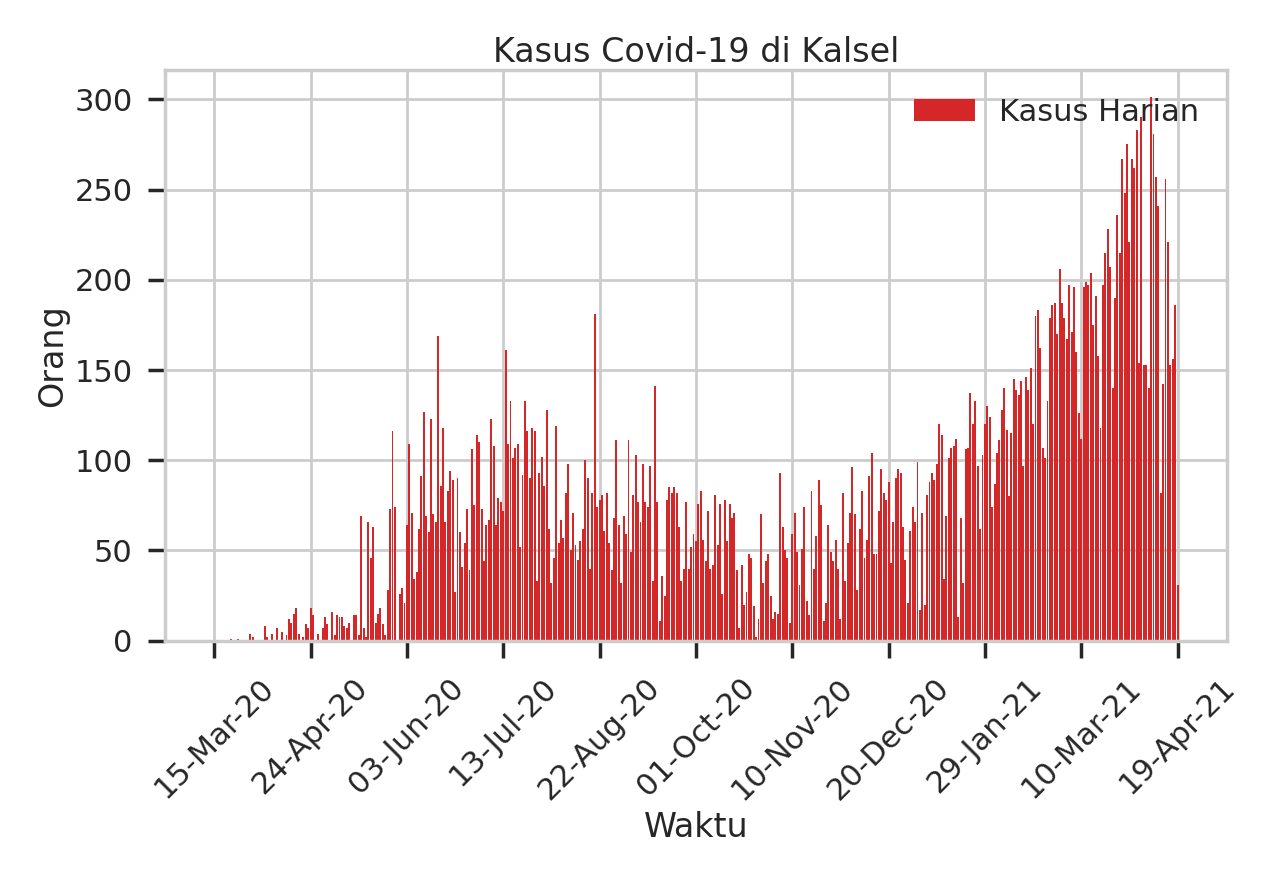 Kasus Covid-19 di Kalsel
Kasus Harian
300
250
200
150
100
50
0
Orang
15-Mar-20
24-Apr-20
03-Jun-20
13-Jul-20
22-Aug-20
01-Oct-20
10-Nov-20
20-Dec-20
29-Jan-21
10-Mar-21
19-Apr-21
Waktu